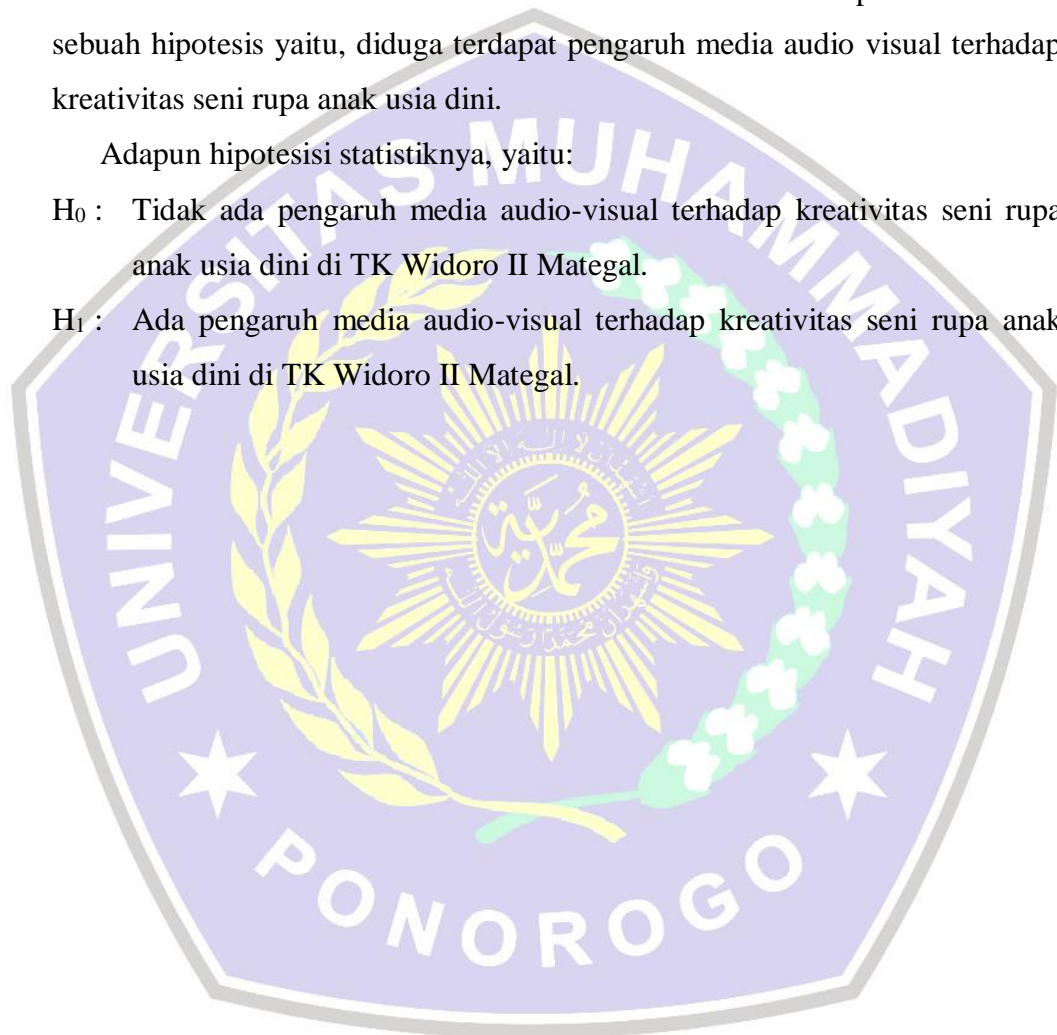 sebuah hipotesis yaitu, diduga terdapat pengaruh media audio visual terhadap
kreativitas seni rupa anak usia dini.
Adapun hipotesisi statistiknya, yaitu:
H₀ : Tidak ada pengaruh media audio-visual terhadap kreativitas seni rupa
anak usia dini di TK Widoro II Mategal.
H₁ : Ada pengaruh media audio-visual terhadap kreativitas seni rupa anak
usia dini di TK Widoro II Mategal.
UNIVERSITAS MUHAMMADIYAH
محمدية
PONOROGO